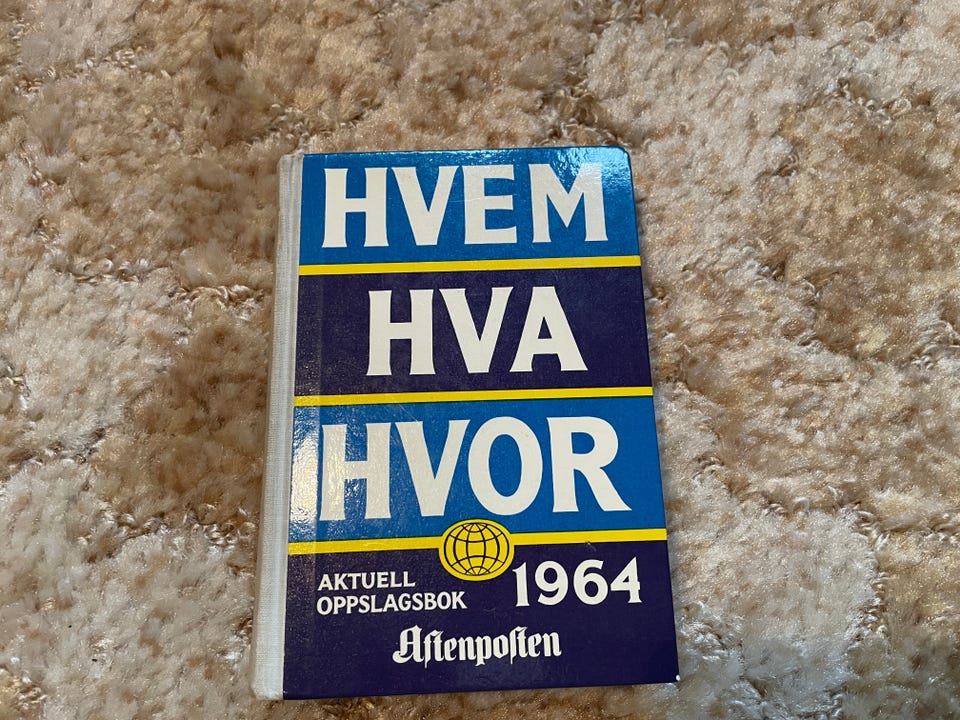 HVEM
HVA
HVOR
AKTUELL
OPPSLAGSBOK
1964
Aftenposten